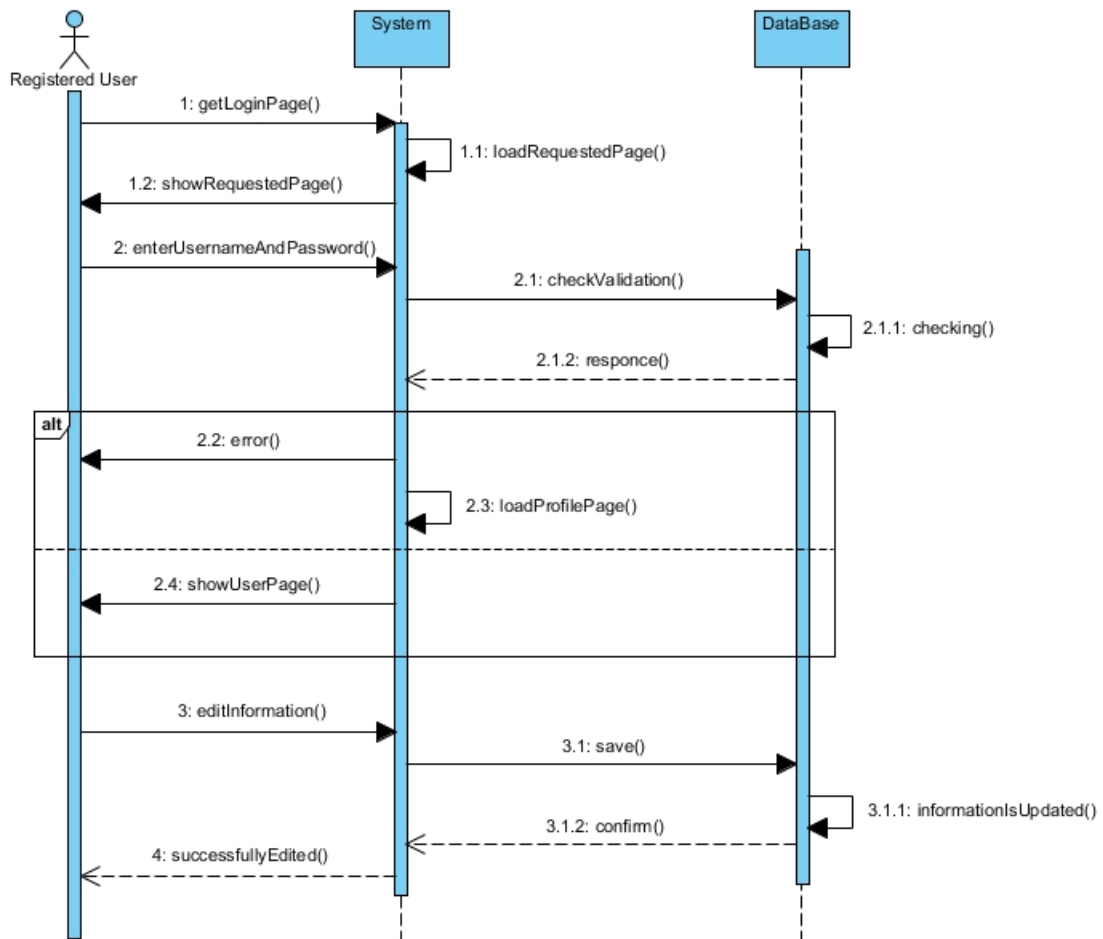 System
DataBase
Registered User
1: getLoginPage()
1.1: loadRequestedPage()
1.2: showRequestedPage()
2: enterUsernameAndPassword()
2.1: checkValidation()
2.1.1: checking()
2.1.2: responce()
alt
2.2: error()
2.3: loadProfilePage()
2.4: showUserPage()
3: editInformation()
3.1: save()
3.1.1: informationIsUpdated()
3.1.2: confirm()
4: successfullyEdited()